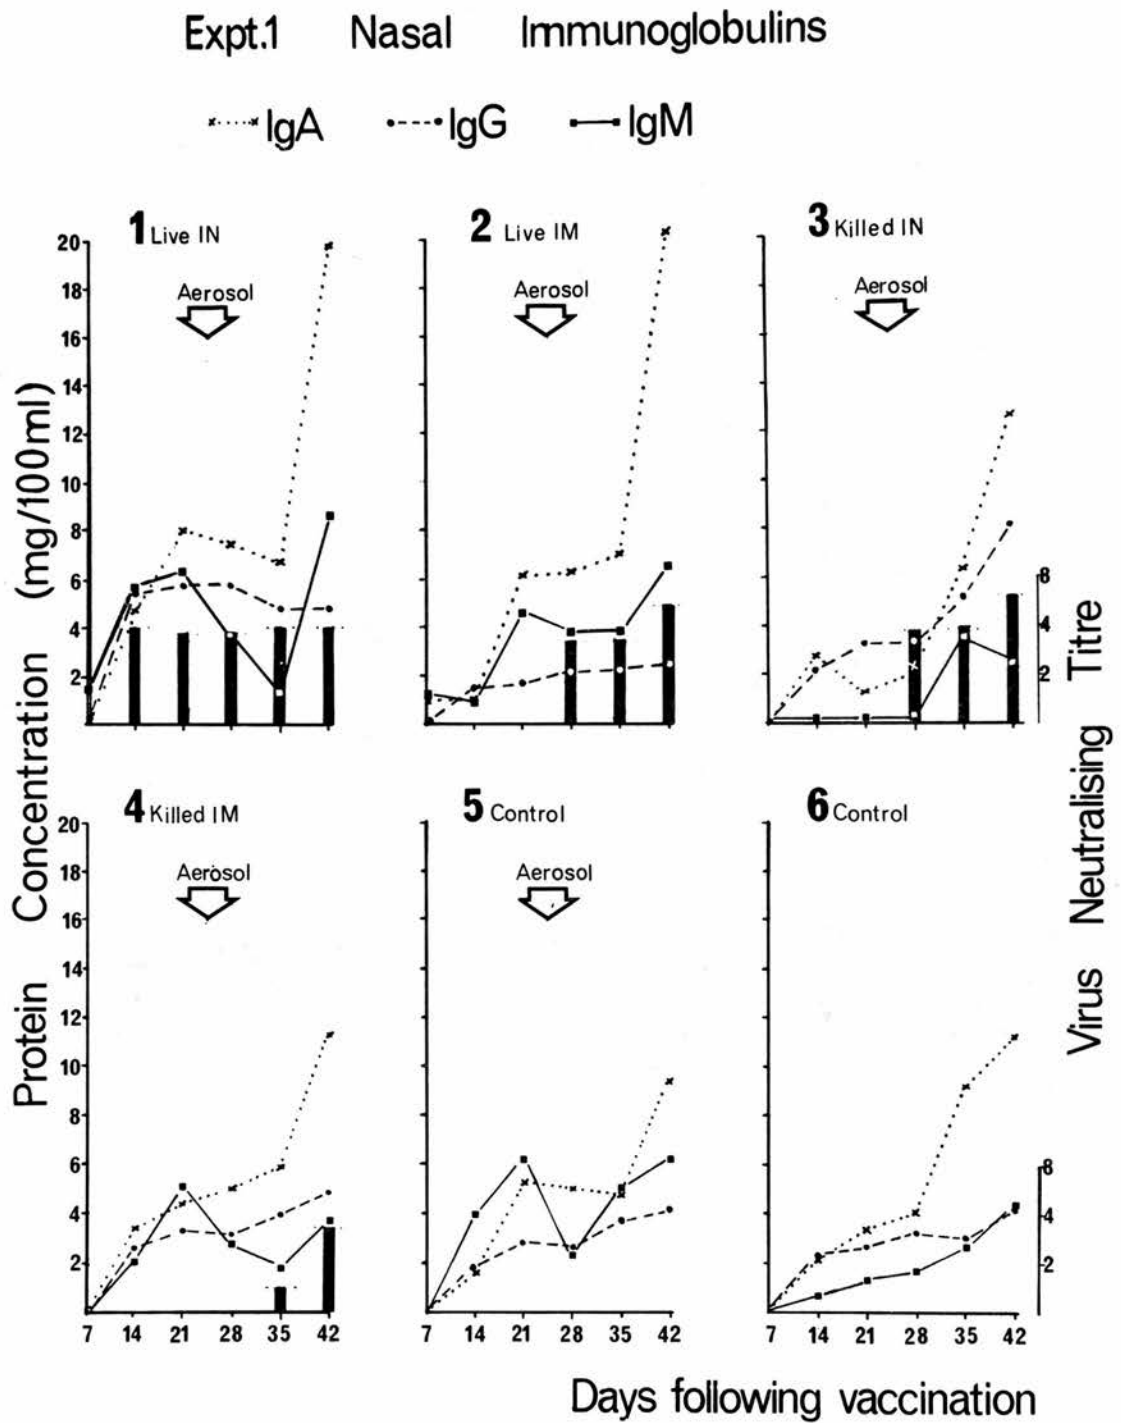 Expt.1 Nasal Immunoglobulins
IgA IgG IgM
1 Live IN
2 Live IM
3 Killed IN
Aerosol
Aerosol
Aerosol
20
18
16
14
12
10
8
6
4
2
8
4
2
4 Killed IM
5 Control
6 Control
Aerosol
Aerosol
20
18
16
14
12
10
8
6
4
2
8
4
2
7 14 21 28 35 42
7 14 21 28 35 42
7 14 21 28 35 42
Protein Concentration (mg/100ml)
Virus Neutralising Titre
Days following vaccination